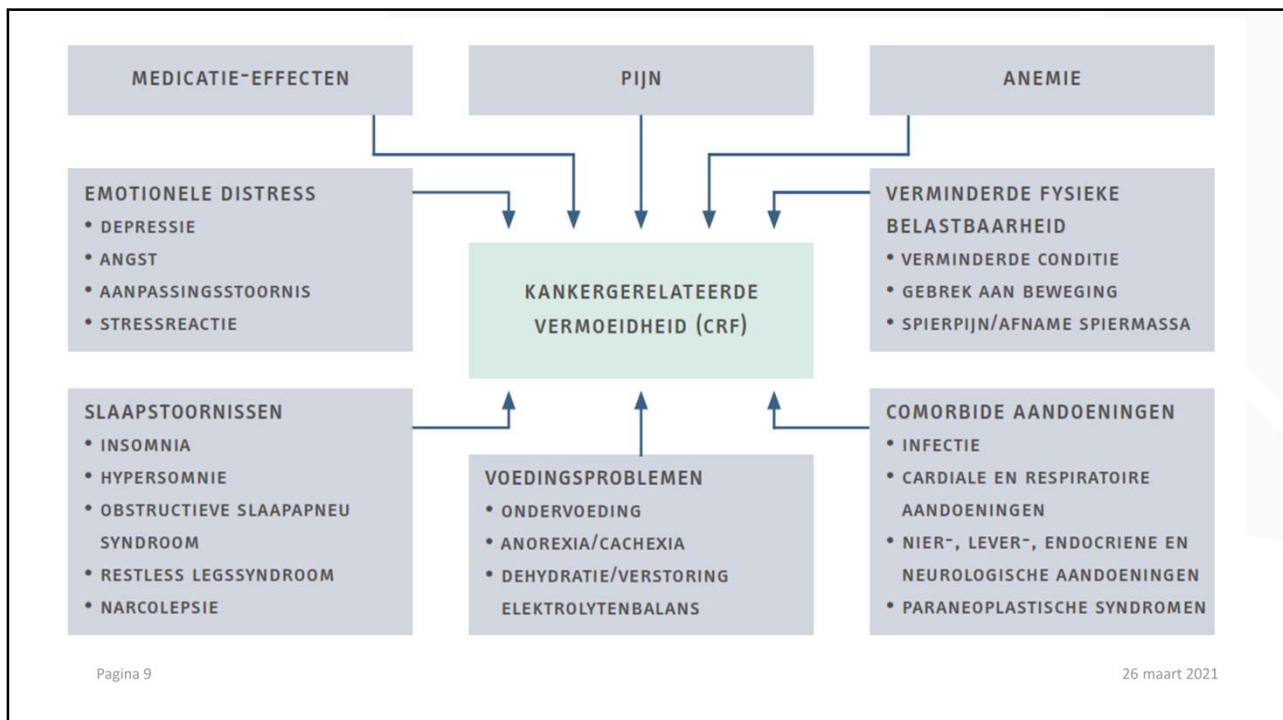 MEDICATIE-EFFECTEN
PIJN
ANEMIE
EMOTIONELE DISTRESS
• DEPRESSIE
• ANGST
• AANPASSINGSSTOORNIS
• STRESSREACTIE
KANKERGERELATEERDE
VERMOEIDHEID (CRF)
VERMINDERDE FYSIEKE
BELASTBAARHEID
• VERMINDERDE CONDITIE
• GEBREK AAN BEWEGING
• SPIERPIJN/AFNAME SPIERMASSA
SLAAPSTOORNISSEN
• INSOMNIA
• HYPERSOMNIE
• OBSTRUCTIEVE SLAAPAPNEU
SYNDROOM
• RESTLESS LEGSSYNDROOM
• NARCOLEPSIE
VOEDINGSPROBLEMEN
• ONDERVOEDING
• ANOREXIA/CACHEXIA
• DEHYDRATIE/VERSTORING
ELEKTROLYTENBALANS
COMORBIDE AANDOENINGEN
• INFECTIE
• CARDIALE EN RESPIRATOIRE
AANDOENINGEN
• NIER-, LEVER-, ENDOCRIENE EN
NEUROLOGISCHE AANDOENINGEN
• PARANEOPLASTISCHE SYNDROMEN
Pagina 9
26 maart 2021